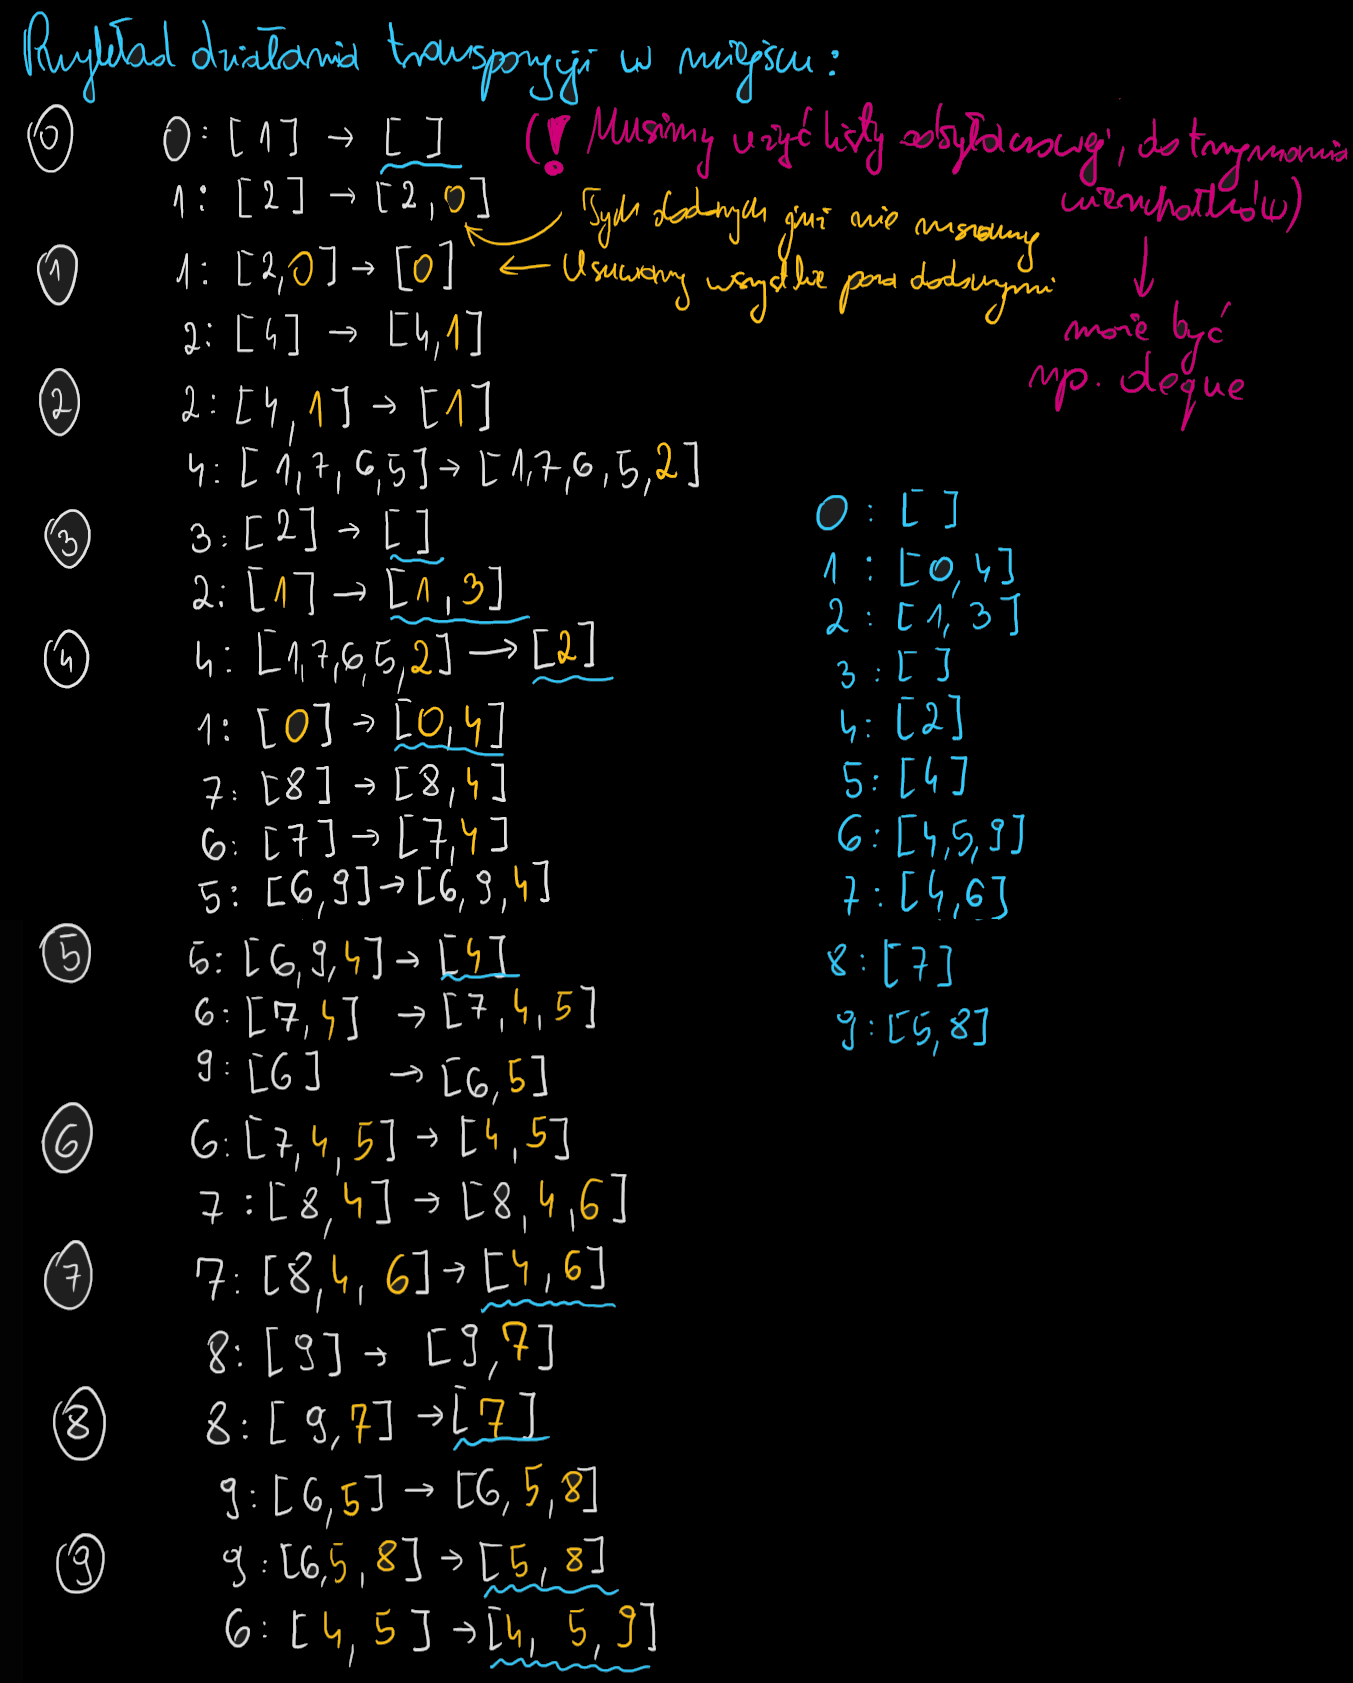 Przykład działania transpozycji w miejscu:
0 0: [1] → []
(! Musimy użyć listy odsyłaczowej, do trzymania
wierzchołków)
1: [2] → [2,0]
Tych dodanych już nie ruszamy
1 1: [2,0] → [0]
← Usuwamy wszystkie poza dodanymi
2: [4] → [4,1]
może być
np. deque
2 2: [4,1] → [1]
4: [1,7,6,5] → [1,7,6,5,2]
3 3: [2] → []
2: [1] → [1,3]
4 4: [1,7,6,5,2] → [2]
1: [0] → [0,4]
7: [8] → [8,4]
6: [7] → [7,4]
5: [6,9] → [6,9,4]
5 5: [6,9,4] → [4]
6: [7,4] → [7,4,5]
9: [6] → [6,5]
6 6: [7,4,5] → [4,5]
7: [8,4] → [8,4,6]
7 7: [8,4,6] → [4,6]
8: [9] → [9,7]
8 8: [9,7] → [7]
9: [6,5] → [6,5,8]
9 9: [6,5,8] → [5,8]
6: [4,5] → [4,5,9]
0: []
1: [0,4]
2: [1,3]
3: []
4: [2]
5: [4]
6: [4,5,9]
7: [4,6]
8: [7]
9: [5,8]